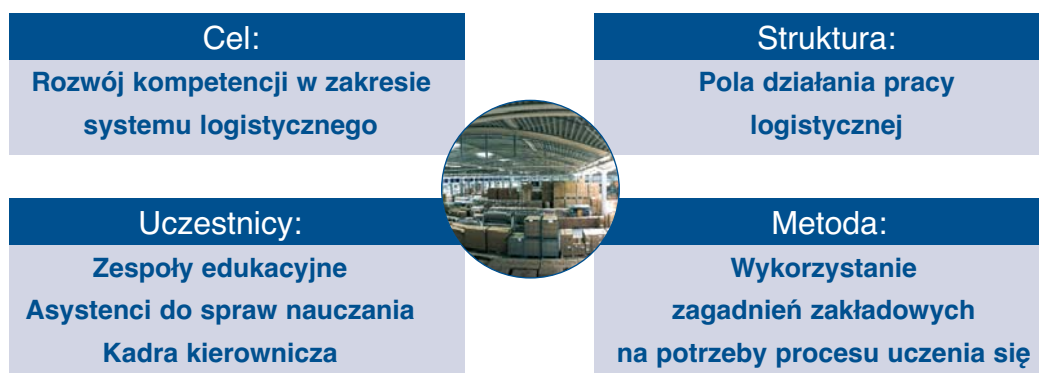 Cel:
Rozwój kompetencji w zakresie
systemu logistycznego
Struktura:
Pola działania pracy
logistycznej
Uczestnicy:
Zespoły edukacyjne
Asystenci do spraw nauczania
Kadra kierownicza
Metoda:
Wykorzystanie
zagadnień zakładowych
na potrzeby procesu uczenia się